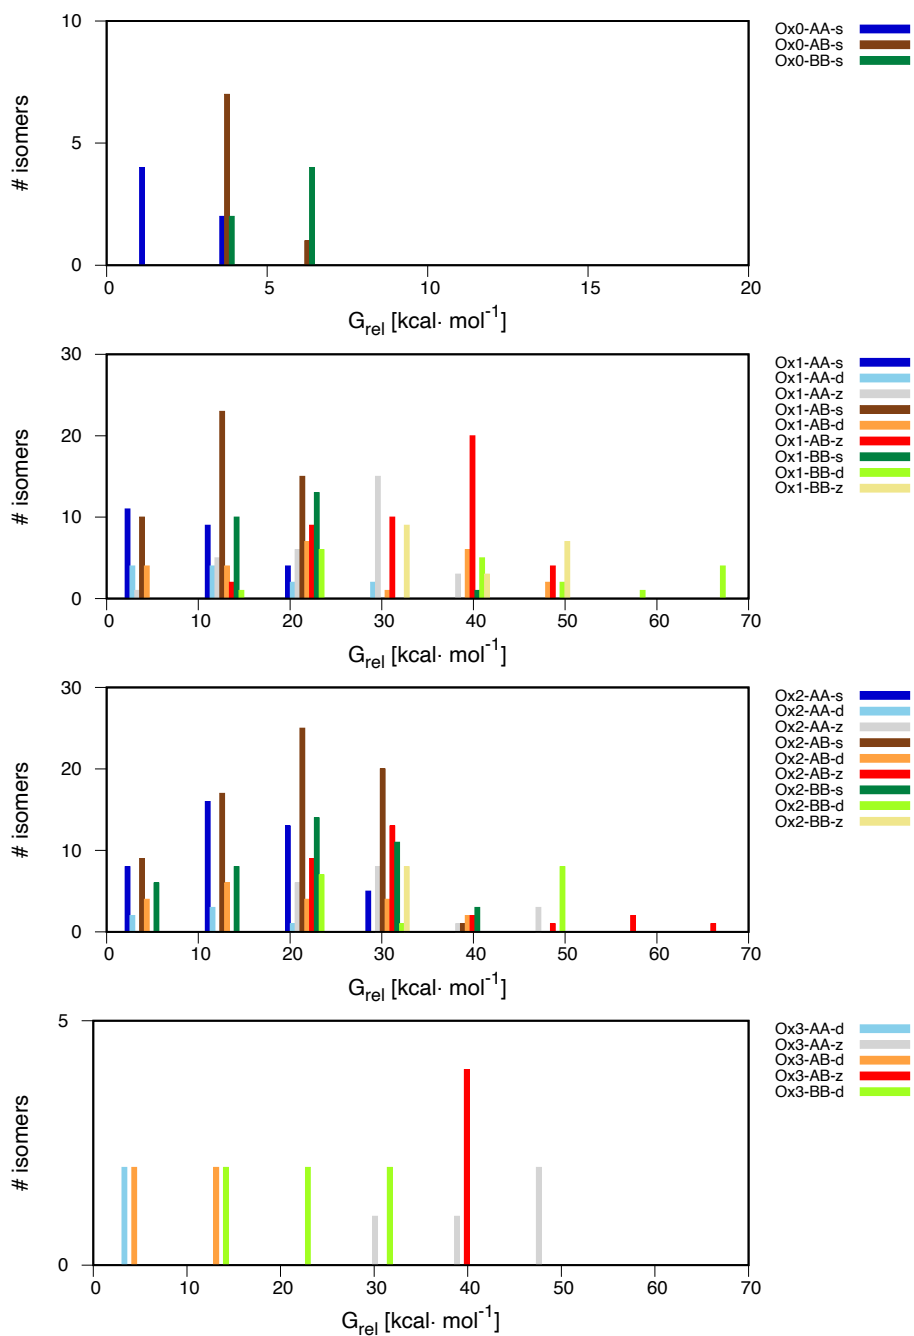 10
5
0
# isomers
0 5 10 15 20
G_rel [kcal· mol^-1]
Ox0-AA-s
Ox0-AB-s
Ox0-BB-s
30
20
10
0
# isomers
0 10 20 30 40 50 60 70
G_rel [kcal· mol^-1]
Ox1-AA-s
Ox1-AA-d
Ox1-AA-z
Ox1-AB-s
Ox1-AB-d
Ox1-AB-z
Ox1-BB-s
Ox1-BB-d
Ox1-BB-z
30
20
10
0
# isomers
0 10 20 30 40 50 60 70
G_rel [kcal· mol^-1]
Ox2-AA-s
Ox2-AA-d
Ox2-AA-z
Ox2-AB-s
Ox2-AB-d
Ox2-AB-z
Ox2-BB-s
Ox2-BB-d
Ox2-BB-z
5
0
# isomers
0 10 20 30 40 50 60 70
G_rel [kcal· mol^-1]
Ox3-AA-d
Ox3-AA-z
Ox3-AB-d
Ox3-AB-z
Ox3-BB-d